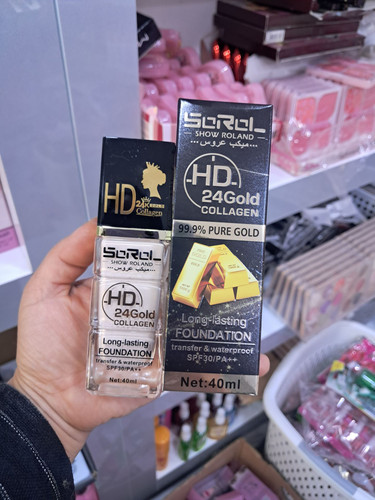 HD
24K
Collagen
SoRoL
SHOW ROLAND
...ميكب عروس...
HD
24Gold
COLLAGEN
Long-lasting
FOUNDATION
transfer & waterproof
SPF30/PA++
Net:40ml
SoRoL
SHOW ROLAND
...ميكب عروس...
HD
24Gold
COLLAGEN
99.9% PURE GOLD
Long-lasting
FOUNDATION
transfer & waterproof
SPF30/PA++
Net:40ml